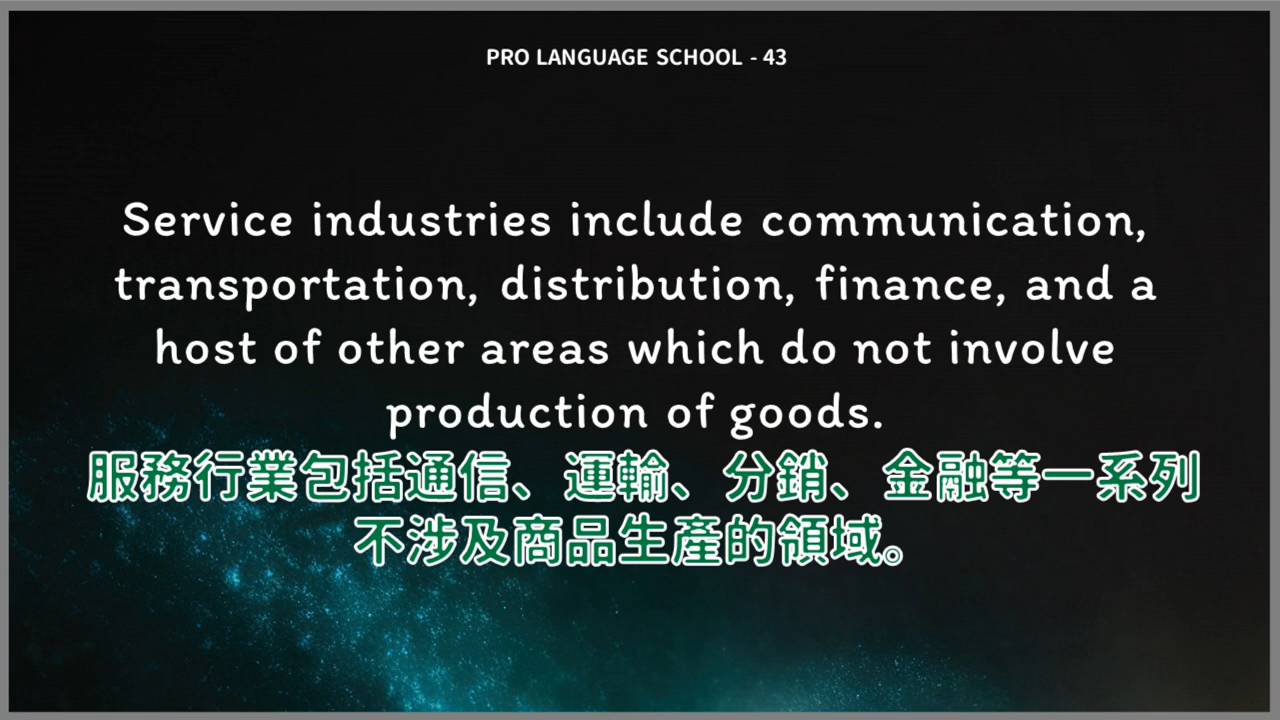 PRO LANGUAGE SCHOOL - 43
Service industries include communication,
transportation, distribution, finance, and a
host of other areas which do not involve
production of goods.
服務行業包括通信、運輸、分銷、金融等一系列
不涉及商品生產的領域。